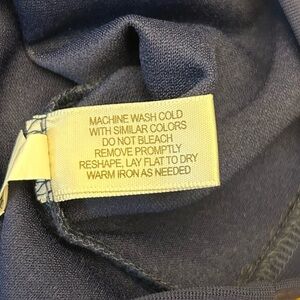 MACHINE WASH COLD
WITH SIMILAR COLORS
DO NOT BLEACH
REMOVE PROMPTLY
RESHAPE, LAY FLAT TO DRY
WARM IRON AS NEEDED